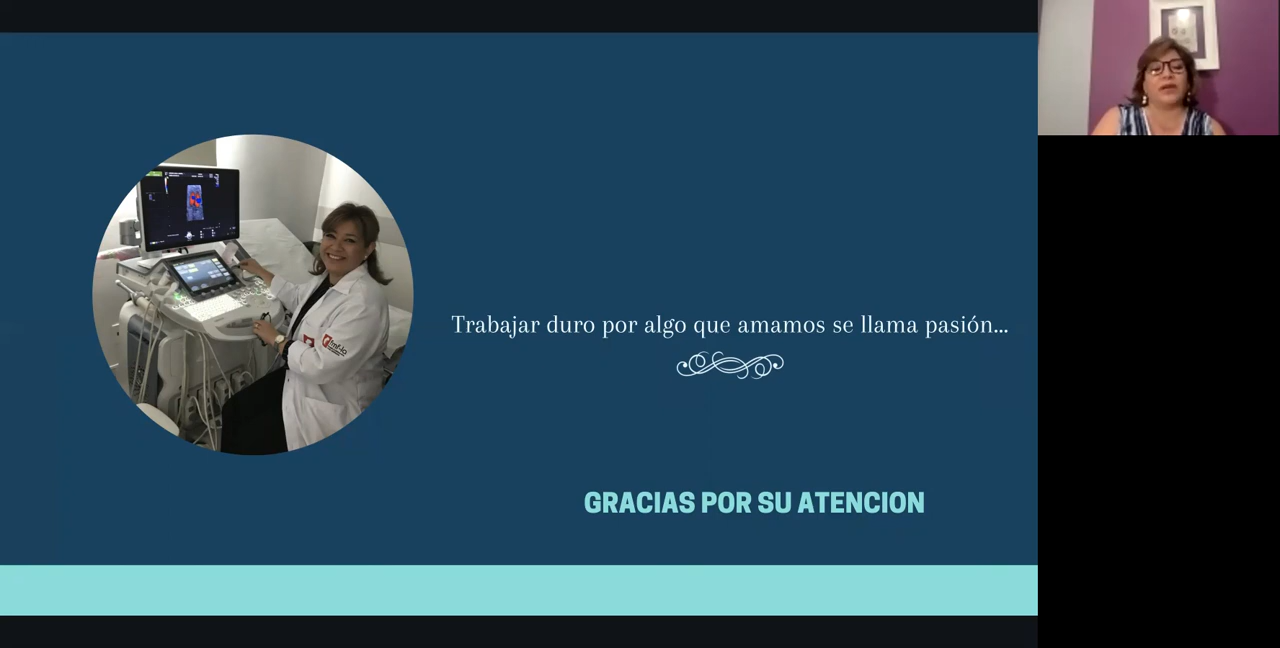 Trabajar duro por algo que amamos se llama pasión...
GRACIAS POR SU ATENCION